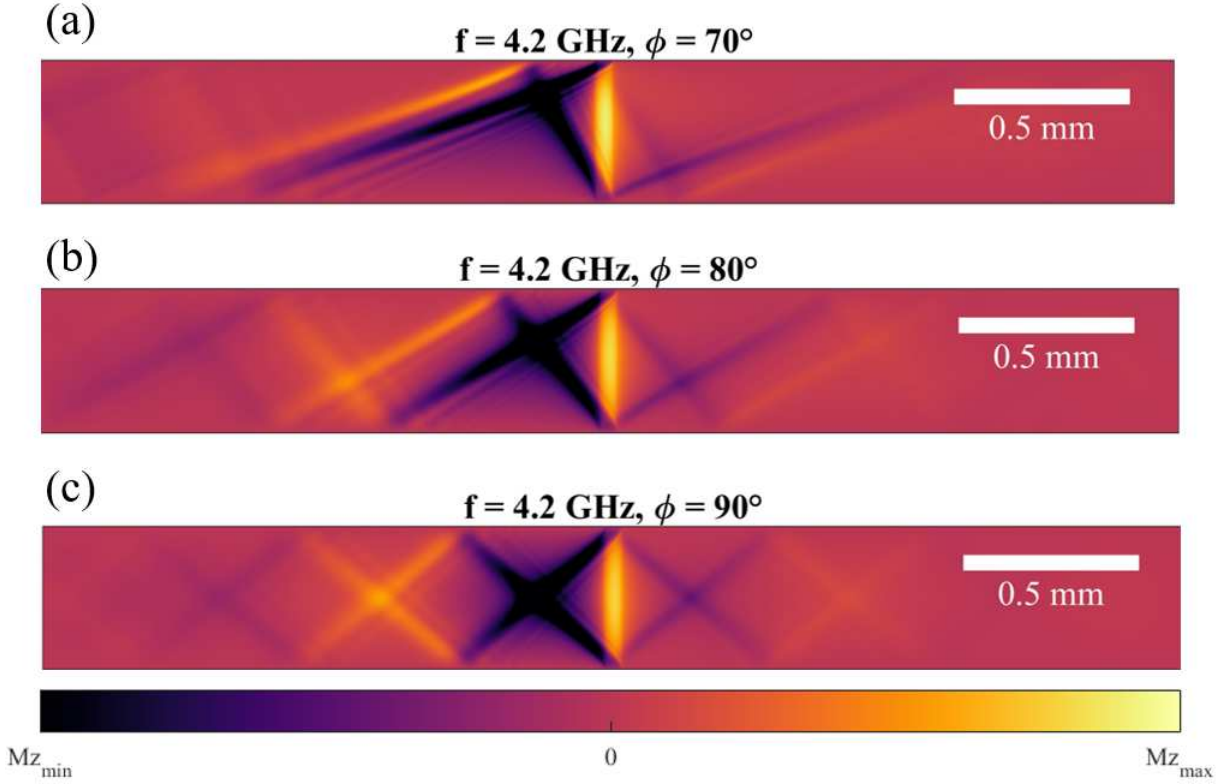 (a)
f = 4.2 GHz, ϕ = 70°
0.5 mm
(b)
f = 4.2 GHz, ϕ = 80°
0.5 mm
(c)
f = 4.2 GHz, ϕ = 90°
0.5 mm
Mz_min 0 Mz_max